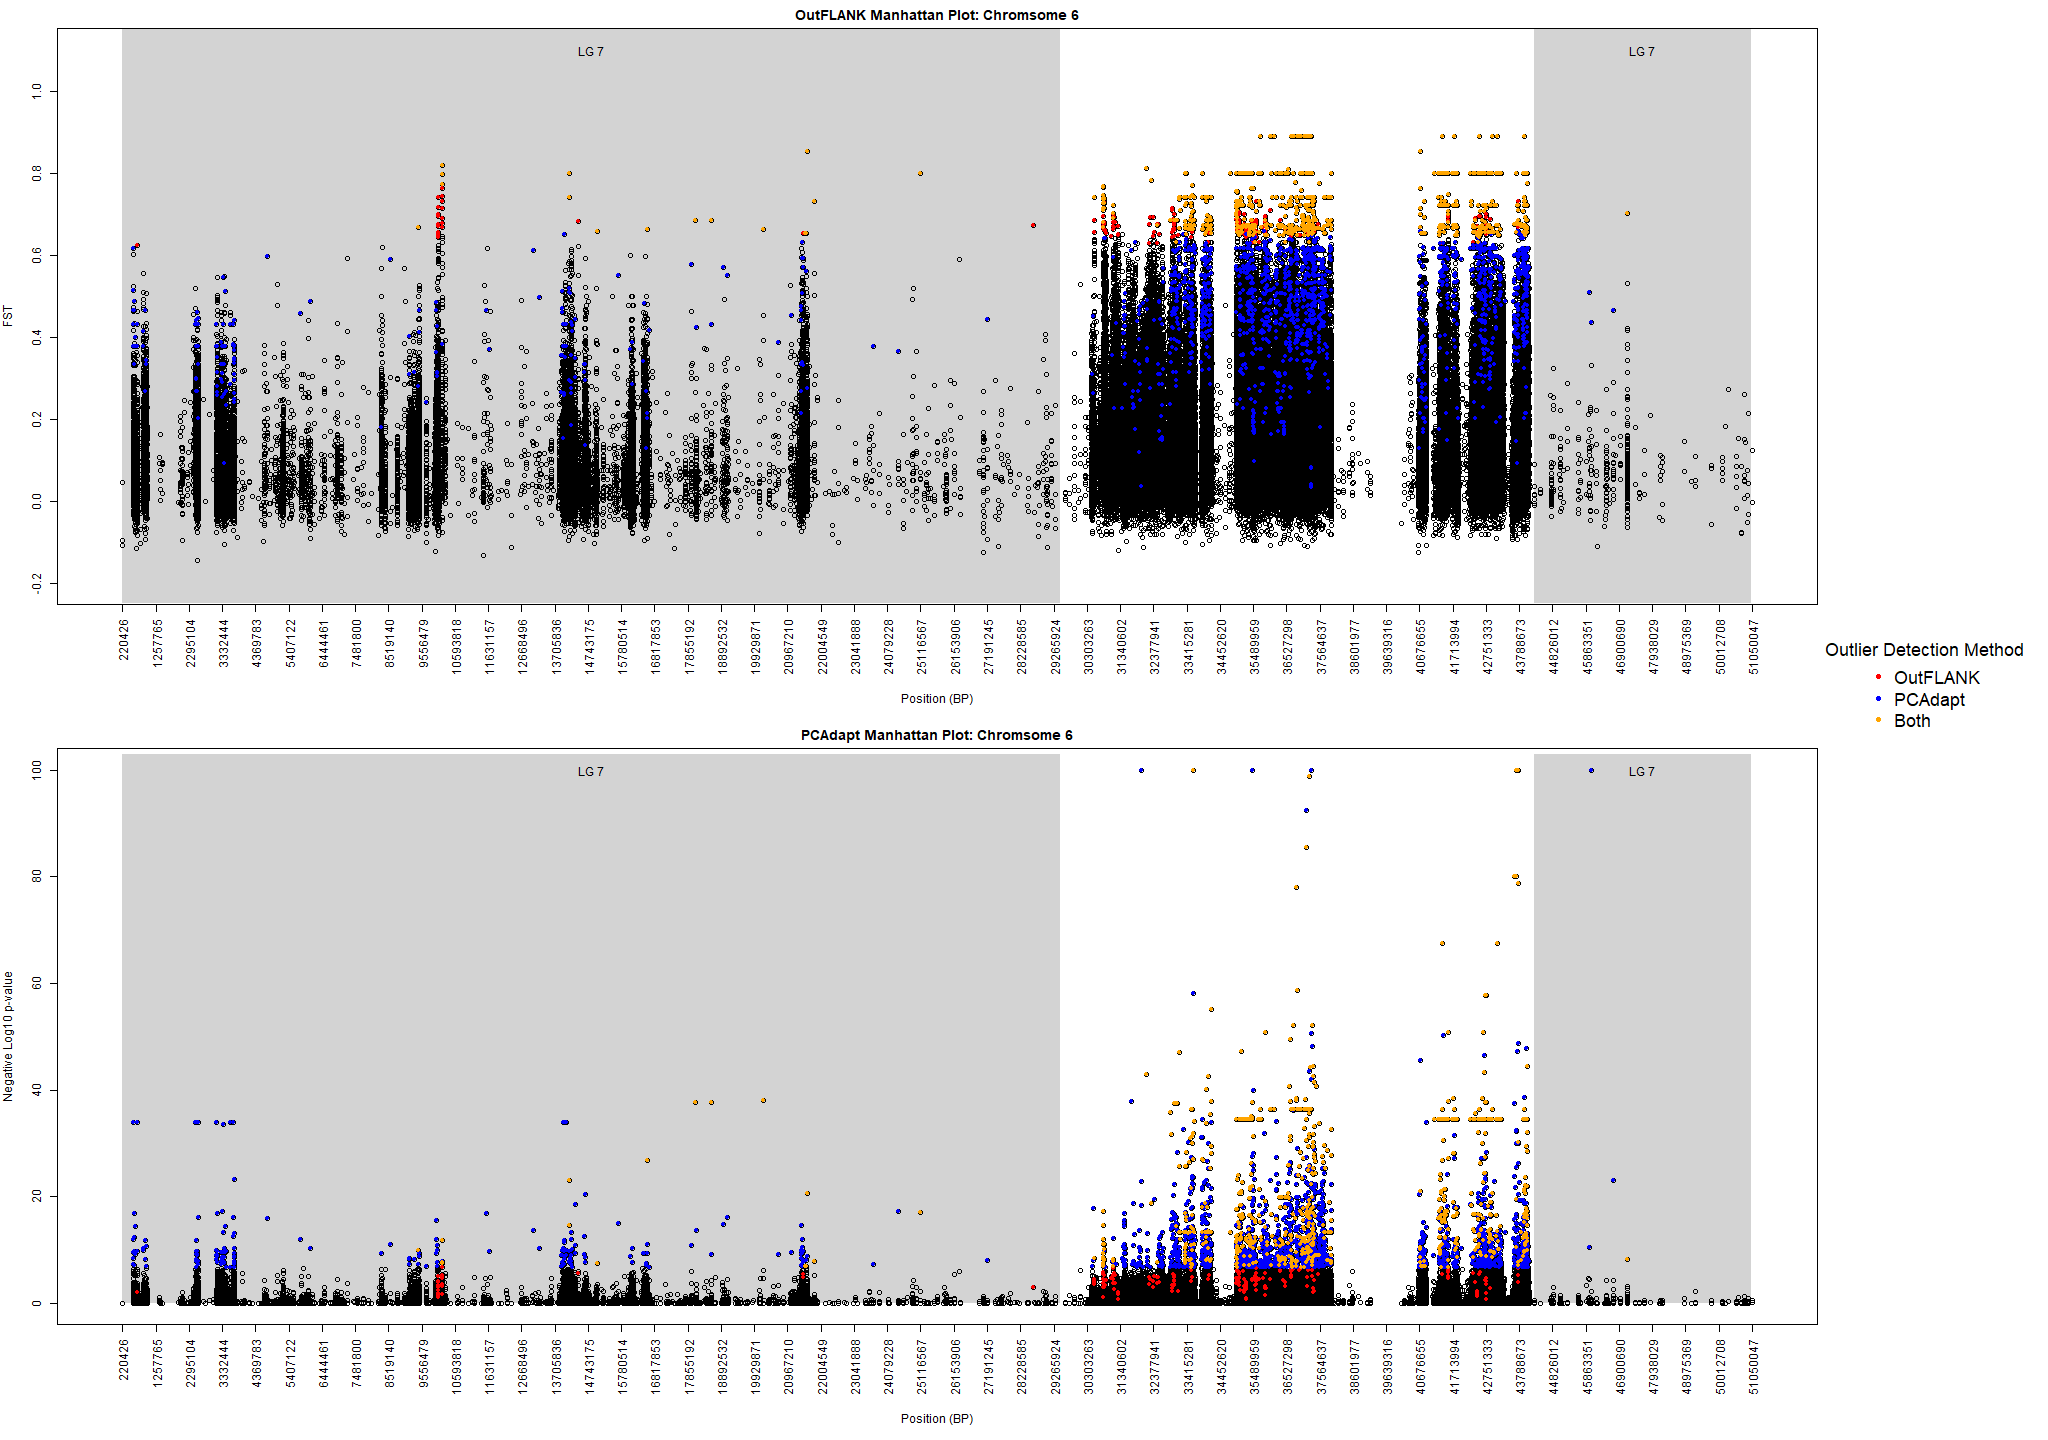 OutFLANK Manhattan Plot: Chromsome 6
LG 7
LG 7
FST
1.0
0.8
0.6
0.4
0.2
0.0
-0.2
220426 1257765 2295104 3332444 4369783 5407122 6444461 7481800 8519140 9556479 10593818 11631157 12668496 13705836 14743175 15780514 16817853 17855192 18892532 19929871 20967210 22004549 23041888 24079228 25116567 26153906 27191245 28228585 29265924 30303263 31340602 32377941 33415281 34452620 35489959 36527298 37564637 38601977 39639316 40676655 41713994 42751333 43788673 44826012 45863351 46900690 47938029 48975369 50012708 51050047
Position (BP)
Outlier Detection Method
OutFLANK
PCAdapt
Both
PCAdapt Manhattan Plot: Chromsome 6
LG 7
LG 7
Negative Log10 p-value
100
80
60
40
20
0
220426 1257765 2295104 3332444 4369783 5407122 6444461 7481800 8519140 9556479 10593818 11631157 12668496 13705836 14743175 15780514 16817853 17855192 18892532 19929871 20967210 22004549 23041888 24079228 25116567 26153906 27191245 28228585 29265924 30303263 31340602 32377941 33415281 34452620 35489959 36527298 37564637 38601977 39639316 40676655 41713994 42751333 43788673 44826012 45863351 46900690 47938029 48975369 50012708 51050047
Position (BP)